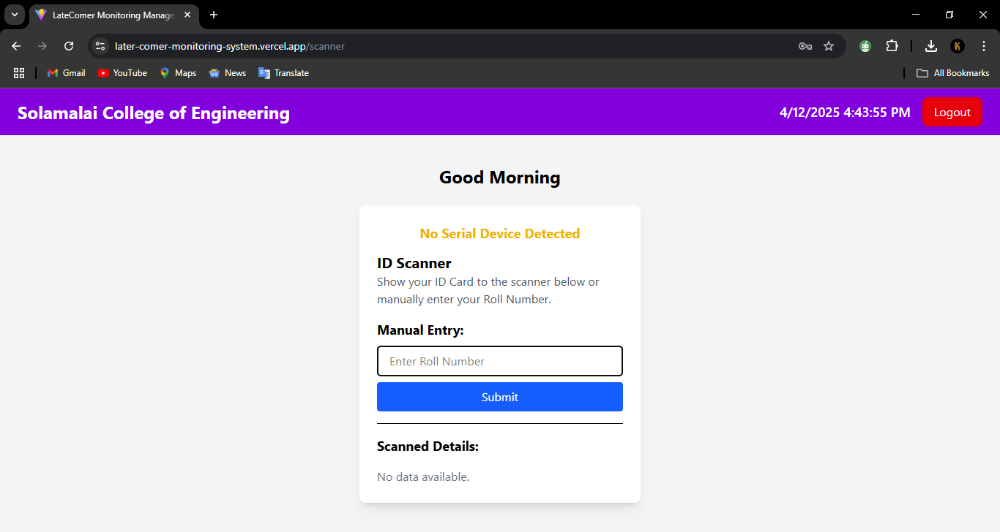 LateComer Monitoring Manage
later-comer-monitoring-system.vercel.app/scanner
K
Gmail
YouTube
Maps
News
Translate
All Bookmarks
Solamalai College of Engineering
4/12/2025 4:43:55 PM
Logout
Good Morning
No Serial Device Detected
ID Scanner
Show your ID Card to the scanner below or
manually enter your Roll Number.
Manual Entry:
Enter Roll Number
Submit
Scanned Details:
No data available.